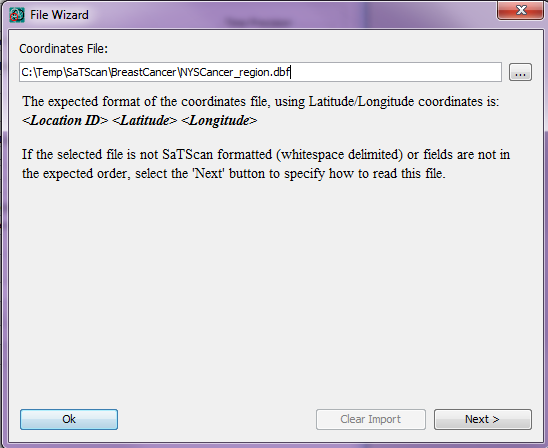 File Wizard
Coordinates File:
C:\Temp\SaTScan\BreastCancer\NYSCancer_region.dbf
...
The expected format of the coordinates file, using Latitude/Longitude coordinates is:
<Location ID> <Latitude> <Longitude>
If the selected file is not SaTScan formatted (whitespace delimited) or fields are not in
the expected order, select the 'Next' button to specify how to read this file.
Ok
Clear Import
Next >